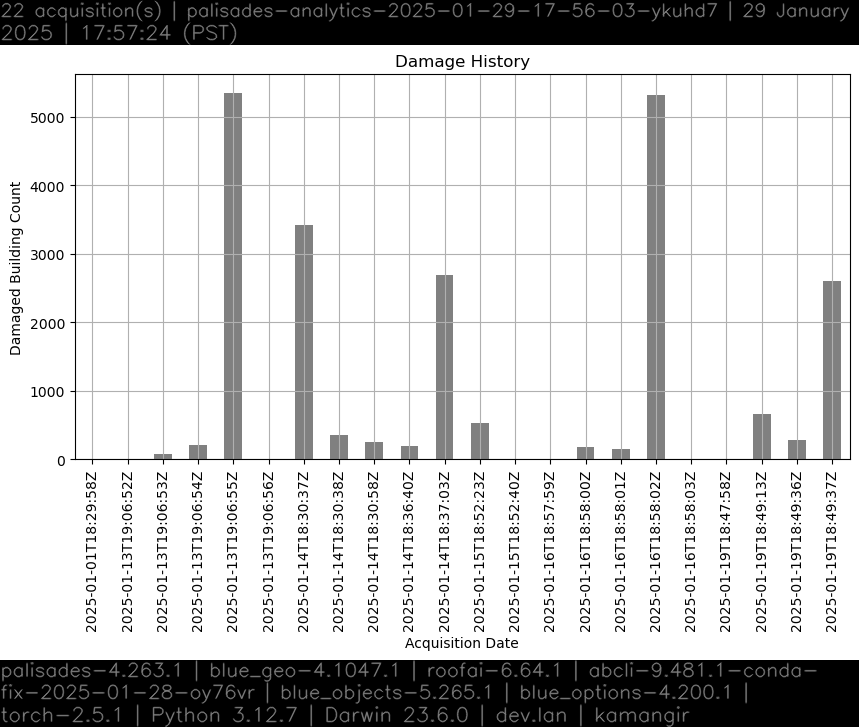 22 acquisition(s) | palisades-analytics-2025-01-29-17-56-03-ykuhd7 | 29 January
2025 | 17:57:24 (PST)
Damage History
5000
4000
3000
2000
1000
0
Damaged Building Count
2025-01-01T18:29:58Z
2025-01-13T19:06:52Z
2025-01-13T19:06:53Z
2025-01-13T19:06:54Z
2025-01-13T19:06:55Z
2025-01-13T19:06:56Z
2025-01-14T18:30:37Z
2025-01-14T18:30:38Z
2025-01-14T18:30:58Z
2025-01-14T18:36:40Z
2025-01-14T18:37:03Z
2025-01-15T18:52:23Z
2025-01-15T18:52:40Z
2025-01-16T18:57:59Z
2025-01-16T18:58:00Z
2025-01-16T18:58:01Z
2025-01-16T18:58:02Z
2025-01-16T18:58:03Z
2025-01-19T18:47:58Z
2025-01-19T18:49:13Z
2025-01-19T18:49:36Z
2025-01-19T18:49:37Z
Acquisition Date
palisades-4.263.1 | blue_geo-4.1047.1 | roofai-6.64.1 | abcli-9.481.1-conda-
fix-2025-01-28-oy76vr | blue_objects-5.265.1 | blue_options-4.200.1 |
torch-2.5.1 | Python 3.12.7 | Darwin 23.6.0 | dev.lan | kamangir